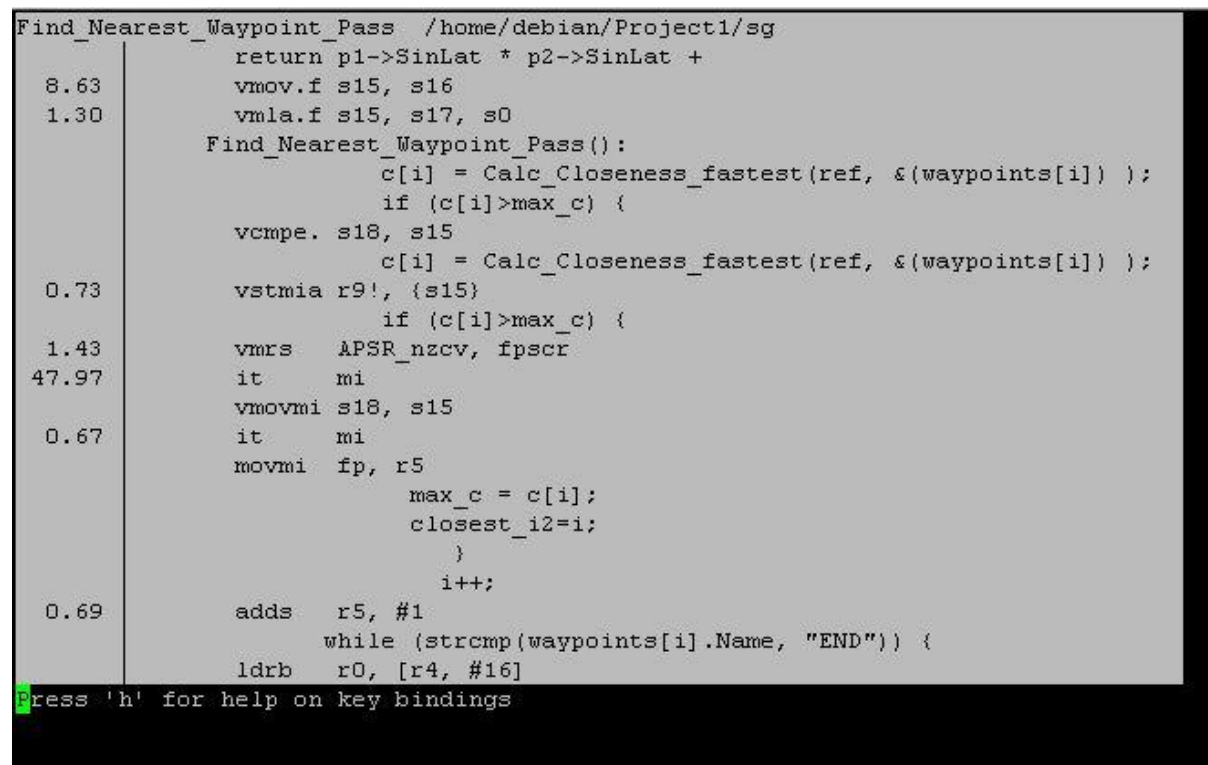 Find_Nearest_Waypoint_Pass /home/debian/Project1/sg
return p1->SinLat * p2->SinLat +
8.63 vmov.f s15, s16
1.30 vmla.f s15, s17, s0
Find_Nearest_Waypoint_Pass():
c[i] = Calc_Closeness_fastest(ref, &(waypoints[i]) );
if (c[i]>max_c) {
vcmpe. s18, s15
c[i] = Calc_Closeness_fastest(ref, &(waypoints[i]) );
0.73 vstmia r9!, {s15}
if (c[i]>max_c) {
1.43 vmrs APSR_nzcv, fpscr
47.97 it mi
vmovmi s18, s15
0.67 it mi
movmi fp, r5
max_c = c[i];
closest_i2=i;
}
i++;
0.69 adds r5, #1
while (strcmp(waypoints[i].Name, "END")) {
ldrb r0, [r4, #16]
Press 'h' for help on key bindings